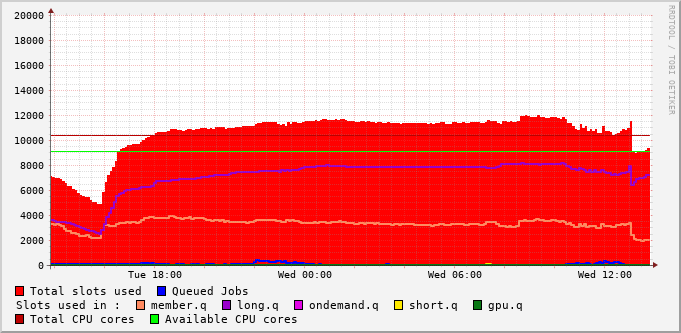 20000
18000
16000
14000
12000
10000
8000
6000
4000
2000
0
Tue 18:00 Wed 00:00 Wed 06:00 Wed 12:00
RRDTOOL / TOBI OETIKER
Total slots used Queued Jobs
Slots used in : member.q long.q ondemand.q short.q gpu.q
Total CPU cores Available CPU cores